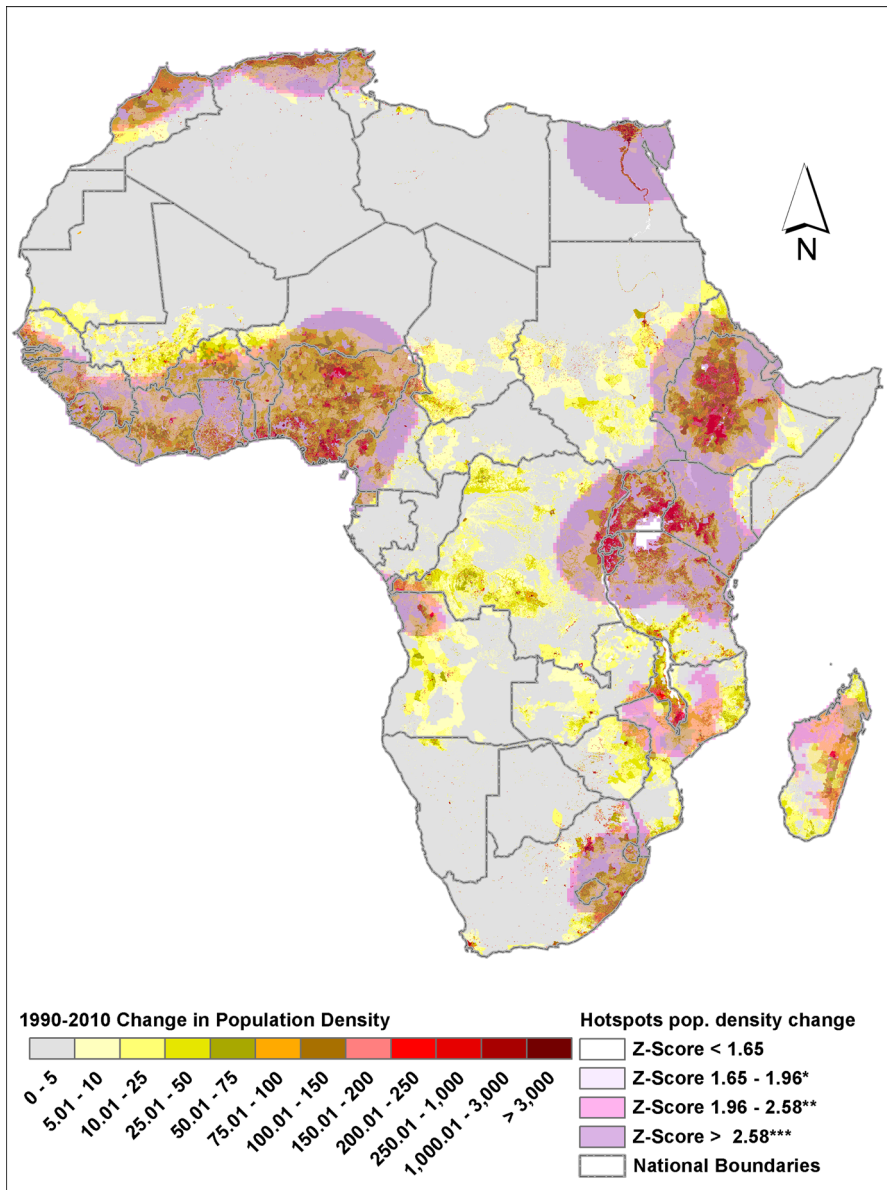 N
1990-2010 Change in Population Density
0 - 5
5.01 - 10
10.01 - 25
25.01 - 50
50.01 - 75
75.01 - 100
100.01 - 150
150.01 - 200
200.01 - 250
250.01 - 1,000
1,000.01 - 3,000
> 3,000
Hotspots pop. density change
Z-Score < 1.65
Z-Score 1.65 - 1.96*
Z-Score 1.96 - 2.58**
Z-Score > 2.58***
National Boundaries